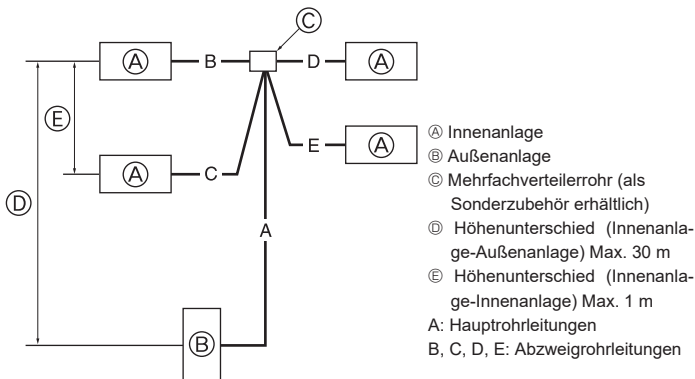 Ⓒ
Ⓐ B D Ⓐ
Ⓔ
E Ⓐ
Ⓐ C
Ⓓ
A
Ⓑ
Ⓐ Innenanlage
Ⓑ Außenanlage
Ⓒ Mehrfachverteilerrohr (als
Sonderzubehör erhältlich)
Ⓓ Höhenunterschied (Innenanla-
ge-Außenanlage) Max. 30 m
Ⓔ Höhenunterschied (Innenanla-
ge-Innenanlage) Max. 1 m
A: Hauptrohrleitungen
B, C, D, E: Abzweigrohrleitungen